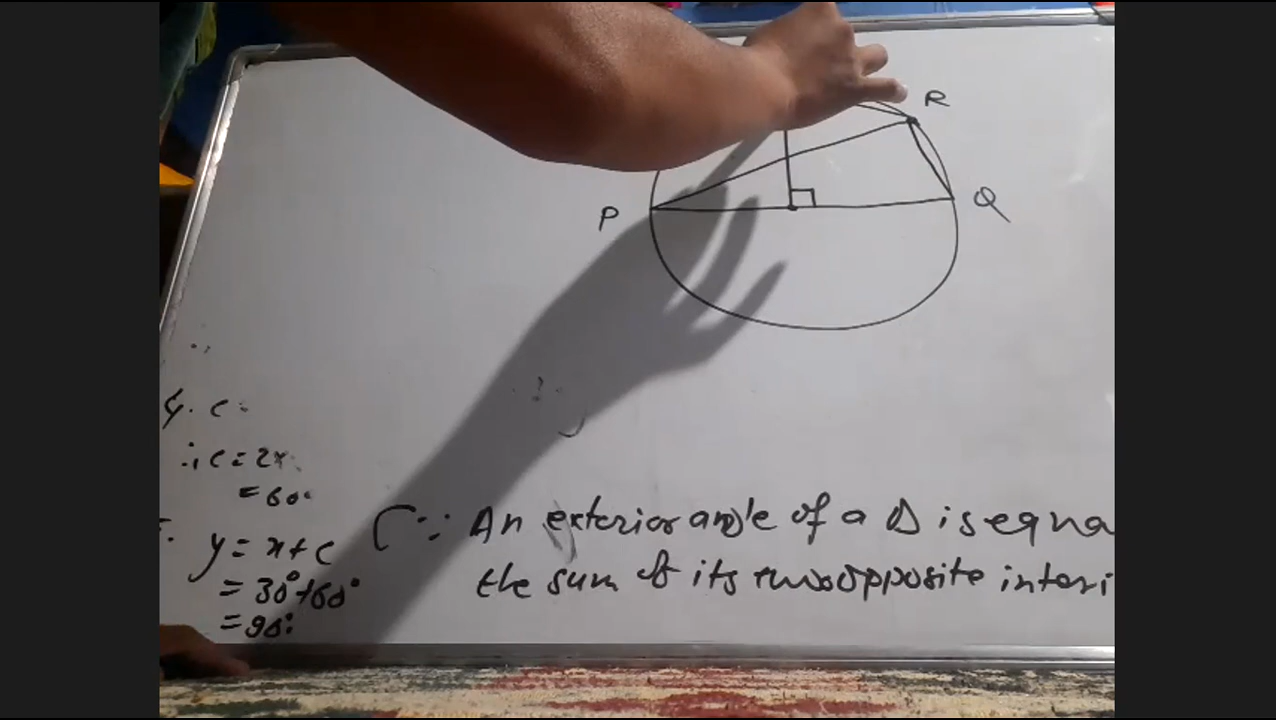 R
P
Q
4. c =
∴ c = 2x
= 60°
y = x + c
= 30° + 60°
= 90°
(∵ An exterior angle of a Δ is equa
the sum of its two opposite interi